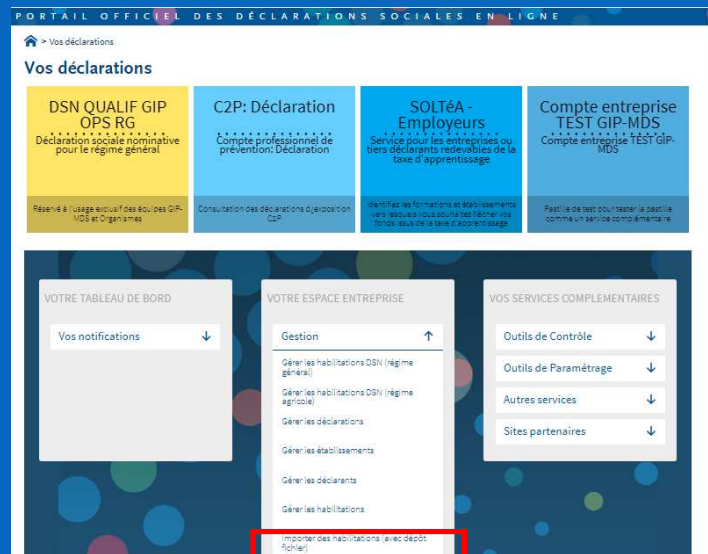 PORTAIL OFFICIEL DES DÉCLARATIONS SOCIALES EN LIGNE
> Vos déclarations
Vos déclarations
DSN QUALIF GIP
OPS RG
Déclaration sociale nominative
pour le régime général
Réservé à l'usage exclusif des équipes GIP-
MDS et Organismes
C2P: Déclaration
Compte professionnel de
prévention: Déclaration
Consultation des déclarations d'exposition
C2P
SOLTéA -
Employeurs
Service pour les entreprises ou
tiers déclarants redevables de la
taxe d'apprentissage
Identifiez les formations et établissements
vers lesquels vous souhaitez flécher vos
fonds issus de la taxe d'apprentissage
Compte entreprise
TEST GIP-MDS
Compte entreprise TEST GIP-
MDS
Pastille de test pour tester la pastille
comme un service complémentaire
VOTRE TABLEAU DE BORD
Vos notifications
VOTRE ESPACE ENTREPRISE
Gestion
Gérer les habilitations DSN (régime
général)
Gérer les habilitations DSN (régime
agricole)
Gérer les déclarations
Gérer les établissements
Gérer les déclarants
Gérer les habilitations
Importer des habilitations (avec dépôt
fichier)
VOS SERVICES COMPLEMENTAIRES
Outils de Contrôle
Outils de Paramétrage
Autres services
Sites partenaires